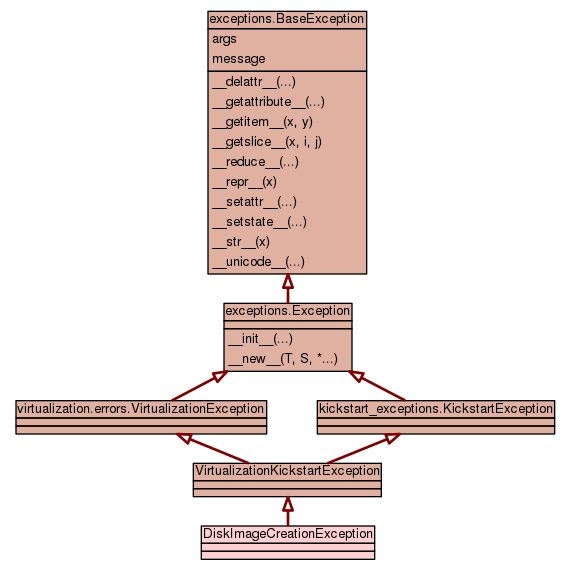 exceptions.BaseException
args
message
__delattr__(...)
__getattribute__(...)
__getitem__(x, y)
__getslice__(x, i, j)
__reduce__(...)
__repr__(x)
__setattr__(...)
__setstate__(...)
__str__(x)
__unicode__(...)
exceptions.Exception
__init__(...)
__new__(T, S, *...)
virtualization.errors.VirtualizationException
kickstart_exceptions.KickstartException
VirtualizationKickstartException
DiskImageCreationException